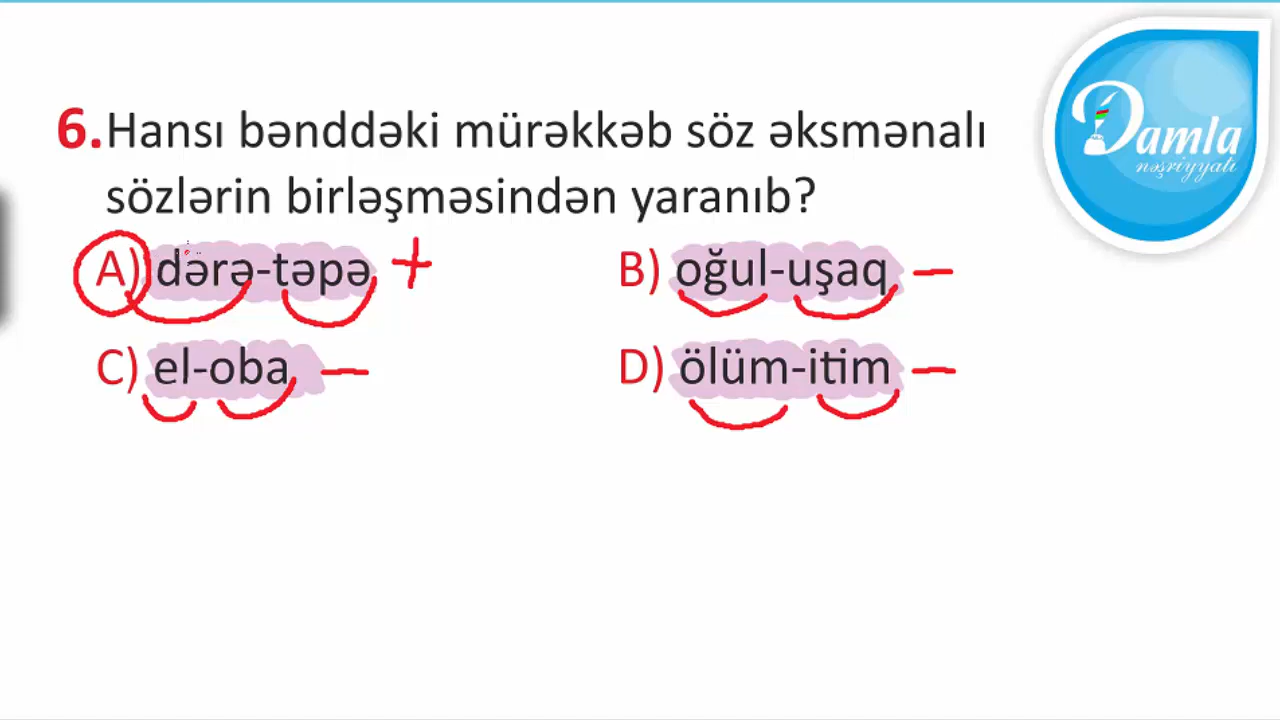 6. Hansı bənddəki mürəkkəb söz əksmənalı
sözlərin birləşməsindən yaranıb?
A) dərə-təpə + B) oğul-uşaq –
C) el-oba – D) ölüm-itim –
Damla
nəşriyyatı